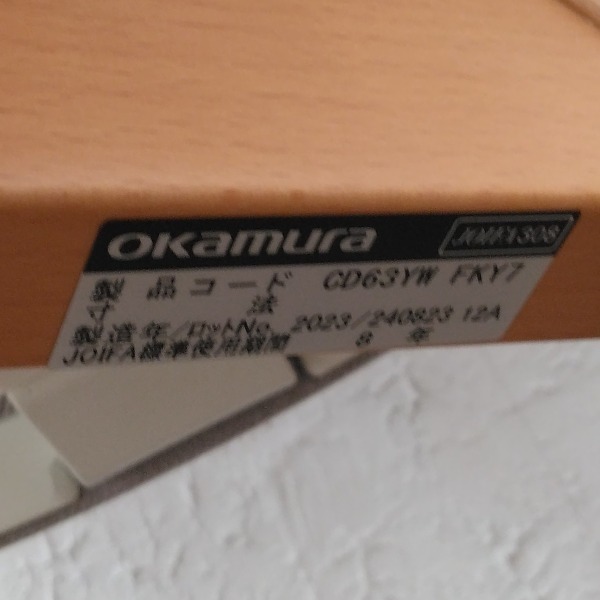 okamura JOIFA308
製品コード CD63YW FKY7
寸法
製造年/ロットNo. 2023/240823 12A
JOIFA標準使用期間 8 年